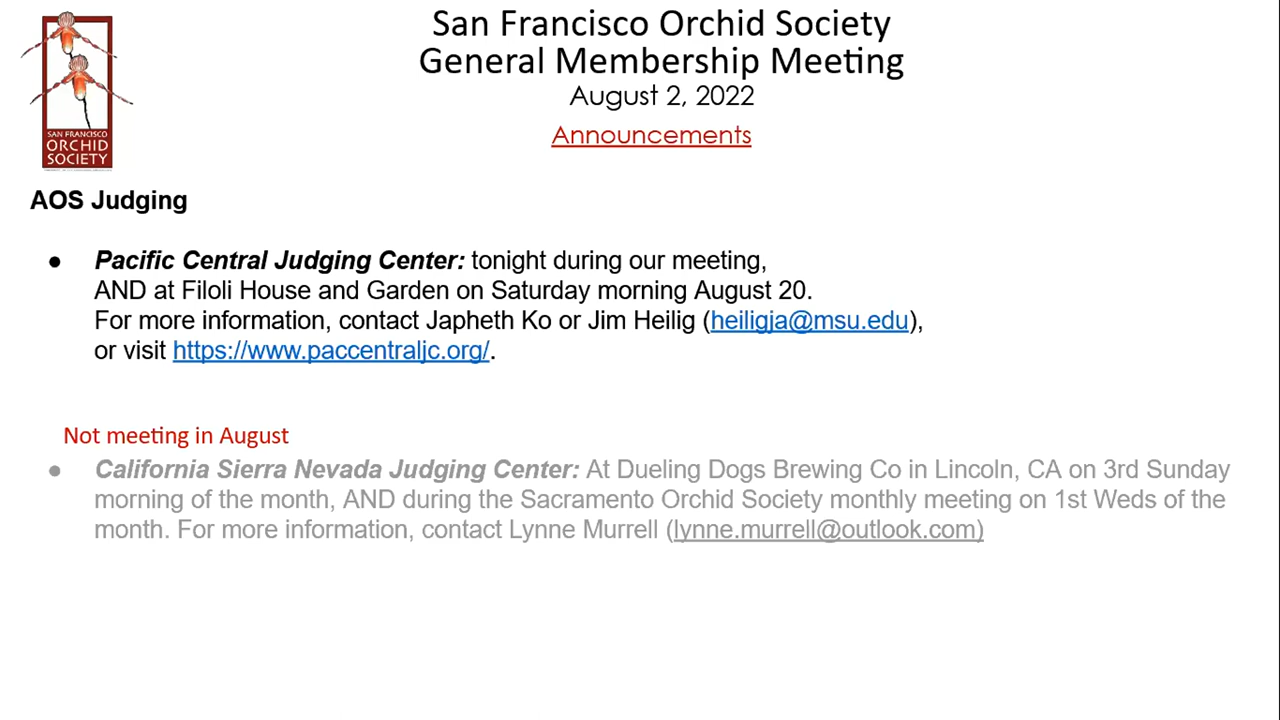 San Francisco Orchid Society
General Membership Meeting
August 2, 2022
Announcements
SAN FRANCISCO
ORCHID
SOCIETY
AOS Judging
● Pacific Central Judging Center: tonight during our meeting,
AND at Filoli House and Garden on Saturday morning August 20.
For more information, contact Japheth Ko or Jim Heilig (heiligja@msu.edu),
or visit https://www.paccentraljc.org/.
Not meeting in August
● California Sierra Nevada Judging Center: At Dueling Dogs Brewing Co in Lincoln, CA on 3rd Sunday
morning of the month, AND during the Sacramento Orchid Society monthly meeting on 1st Weds of the
month. For more information, contact Lynne Murrell (lynne.murrell@outlook.com)